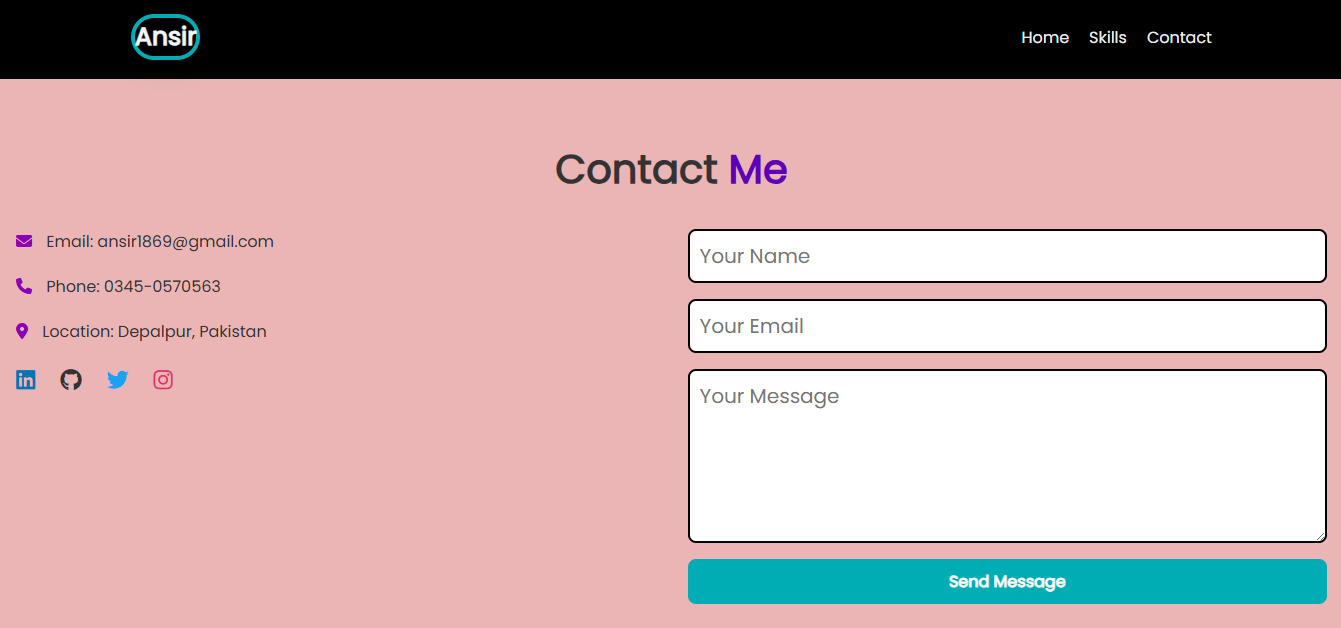 Ansir
Home Skills Contact
Contact Me
Email: ansir1869@gmail.com
Phone: 0345-0570563
Location: Depalpur, Pakistan
in
Your Name
Your Email
Your Message
Send Message